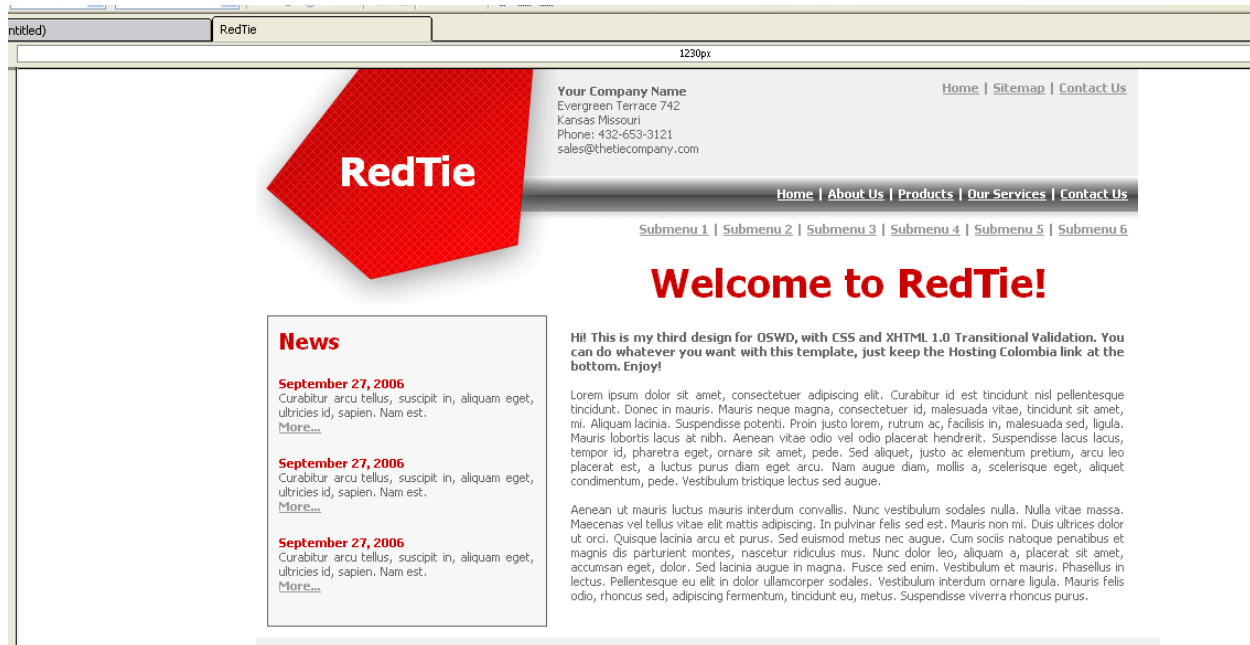 ntitled)
RedTie
1230px
Your Company Name
Evergreen Terrace 742
Kansas Missouri
Phone: 432-653-3121
sales@thetiecompany.com
Home | Sitemap | Contact Us
RedTie
Home | About Us | Products | Our Services | Contact Us
Submenu 1 | Submenu 2 | Submenu 3 | Submenu 4 | Submenu 5 | Submenu 6
Welcome to RedTie!
News
September 27, 2006
Curabitur arcu tellus, suscipit in, aliquam eget,
ultricies id, sapien. Nam est.
More...
September 27, 2006
Curabitur arcu tellus, suscipit in, aliquam eget,
ultricies id, sapien. Nam est.
More...
September 27, 2006
Curabitur arcu tellus, suscipit in, aliquam eget,
ultricies id, sapien. Nam est.
More...
Hi! This is my third design for OSWD, with CSS and XHTML 1.0 Transitional Validation. You
can do whatever you want with this template, just keep the Hosting Colombia link at the
bottom. Enjoy!
Lorem ipsum dolor sit amet, consectetuer adipiscing elit. Curabitur id est tincidunt nisl pellentesque
tincidunt. Donec in mauris. Mauris neque magna, consectetuer id, malesuada vitae, tincidunt sit amet,
mi. Aliquam lacinia. Suspendisse potenti. Proin justo lorem, rutrum ac, facilisis in, malesuada sed, ligula.
Mauris lobortis lacus at nibh. Aenean vitae odio vel odio placerat hendrerit. Suspendisse lacus lacus,
tempor id, pharetra eget, ornare sit amet, pede. Sed aliquet, justo ac elementum pretium, arcu leo
placerat est, a luctus purus diam eget arcu. Nam augue diam, mollis a, scelerisque eget, aliquet
condimentum, pede. Vestibulum tristique lectus sed augue.
Aenean ut mauris luctus mauris interdum convallis. Nunc vestibulum sodales nulla. Nulla vitae massa.
Maecenas vel tellus vitae elit mattis adipiscing. In pulvinar felis sed est. Mauris non mi. Duis ultrices dolor
ut orci. Quisque lacinia arcu et purus. Sed euismod metus nec augue. Cum sociis natoque penatibus et
magnis dis parturient montes, nascetur ridiculus mus. Nunc dolor leo, aliquam a, placerat sit amet,
accumsan eget, dolor. Sed lacinia augue in magna. Fusce sed enim. Vestibulum et mauris. Phasellus in
lectus. Pellentesque eu elit in dolor ullamcorper sodales. Vestibulum interdum ornare ligula. Mauris felis
odio, rhoncus sed, adipiscing fermentum, tincidunt eu, metus. Suspendisse viverra rhoncus purus.